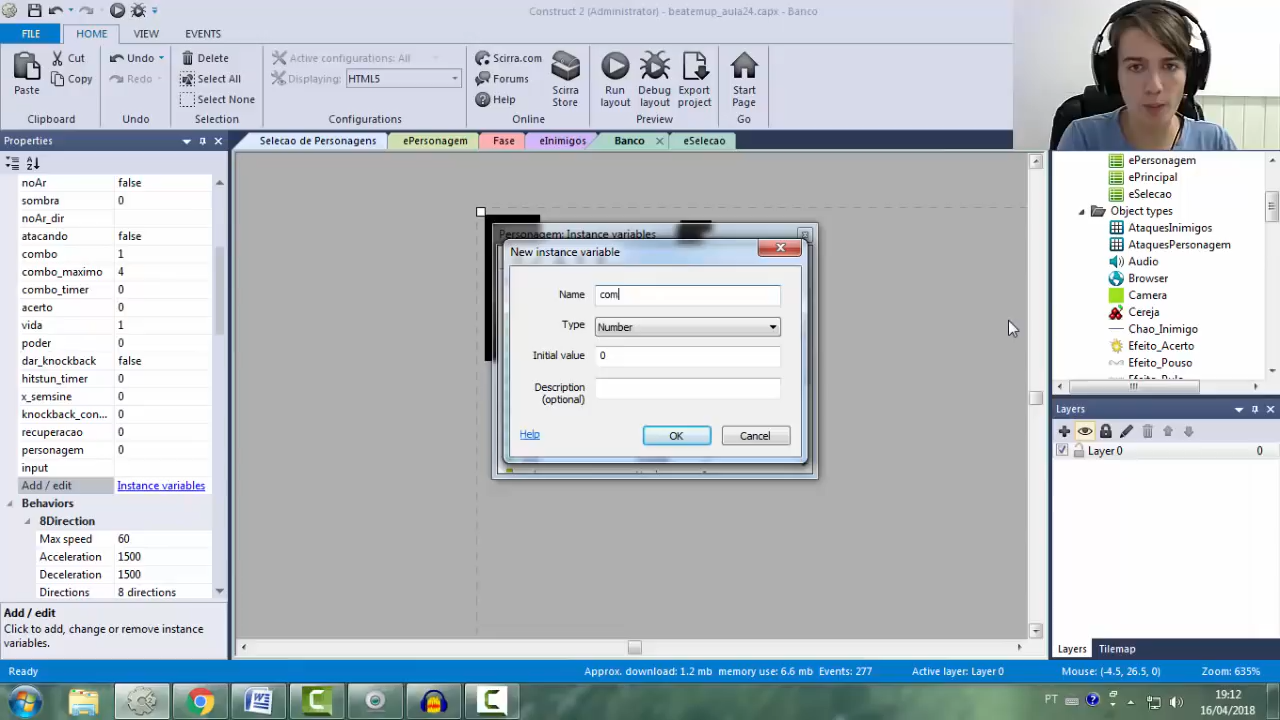 Construct 2 (Administrator) - beatemup_aula24.capx - Banco
FILE HOME VIEW EVENTS
Paste
Cut
Copy
Clipboard
Undo
Redo
Undo
Delete
Select All
Select None
Selection
Active configurations: All
Displaying: HTML5
Configurations
Scirra.com
Forums
Help
Scirra Store
Online
Run layout
Debug layout
Export project
Preview
Start Page
Go
Properties
Selecao de Personagens ePersonagem Fase eInimigos Banco eSelecao
noAr false
sombra 0
noAr_dir
atacando false
combo 1
combo_maximo 4
combo_timer 0
acerto 0
vida 1
poder 0
dar_knockback false
hitstun_timer 0
x_semsine 0
knockback_con... 0
recuperacao 0
personagem 0
input
Add / edit Instance variables
Behaviors
8Direction
Max speed 60
Acceleration 1500
Deceleration 1500
Directions 8 directions
Add / edit
Click to add, change or remove instance
variables.
Personagem: Instance variables
New instance variable
Name com
Type Number
Initial value 0
Description
(optional)
Help OK Cancel
ePersonagem
ePrincipal
eSelecao
Object types
AtaquesInimigos
AtaquesPersonagem
Audio
Browser
Camera
Cereja
Chao_Inimigo
Efeito_Acerto
Efeito_Pouso
Layers
Layer 0 0
Layers Tilemap
Ready Approx. download: 1.2 mb memory use: 6.6 mb Events: 277 Active layer: Layer 0 Mouse: (-4.5, 26.5, 0) Zoom: 635%
PT
19:12
16/04/2018